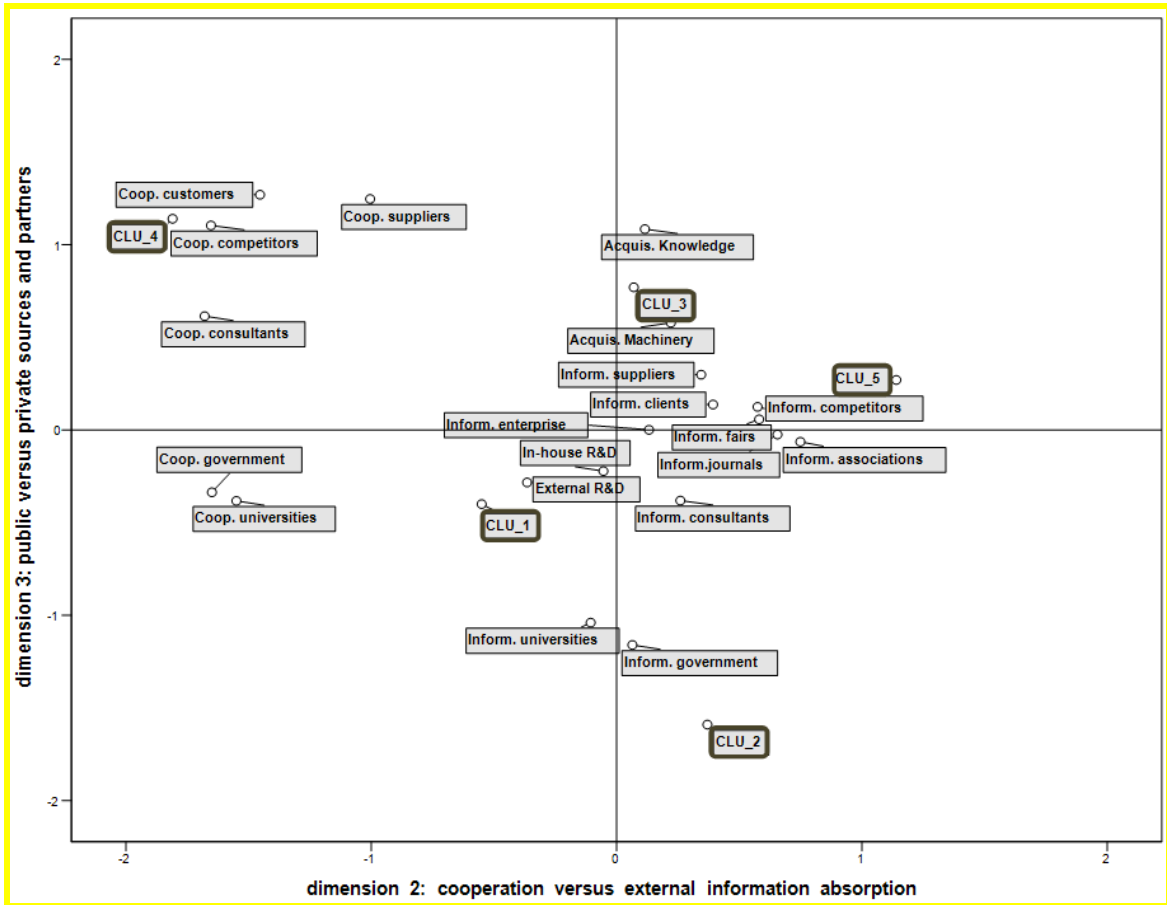 2
Coop. customers
Coop. suppliers
CLU_4
Coop. competitors
1
Acquis. Knowledge
CLU_3
Coop. consultants
Acquis. Machinery
Inform. suppliers
CLU_5
Inform. clients
Inform. competitors
Inform. enterprise
0
Inform. fairs
In-house R&D
Coop. government
Inform. associations
Inform.journals
External R&D
Coop. universities
CLU_1
Inform. consultants
-1
Inform. universities
Inform. government
CLU_2
-2
dimension 3: public versus private sources and partners
-2
-1
0
1
2
dimension 2: cooperation versus external information absorption